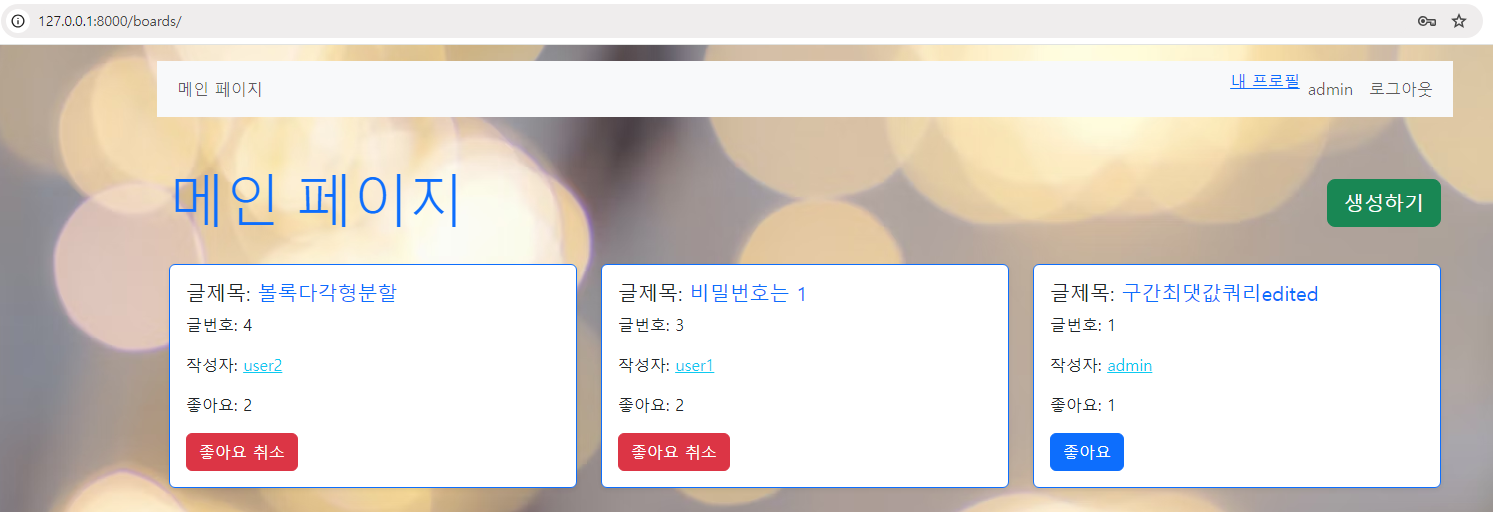 127.0.0.1:8000/boards/
메인 페이지
내 프로필 admin 로그아웃
메인 페이지
생성하기
글제목: 볼록다각형분할
글번호: 4
작성자: user2
좋아요: 2
좋아요 취소
글제목: 비밀번호는 1
글번호: 3
작성자: user1
좋아요: 2
좋아요 취소
글제목: 구간최댓값쿼리edited
글번호: 1
작성자: admin
좋아요: 1
좋아요